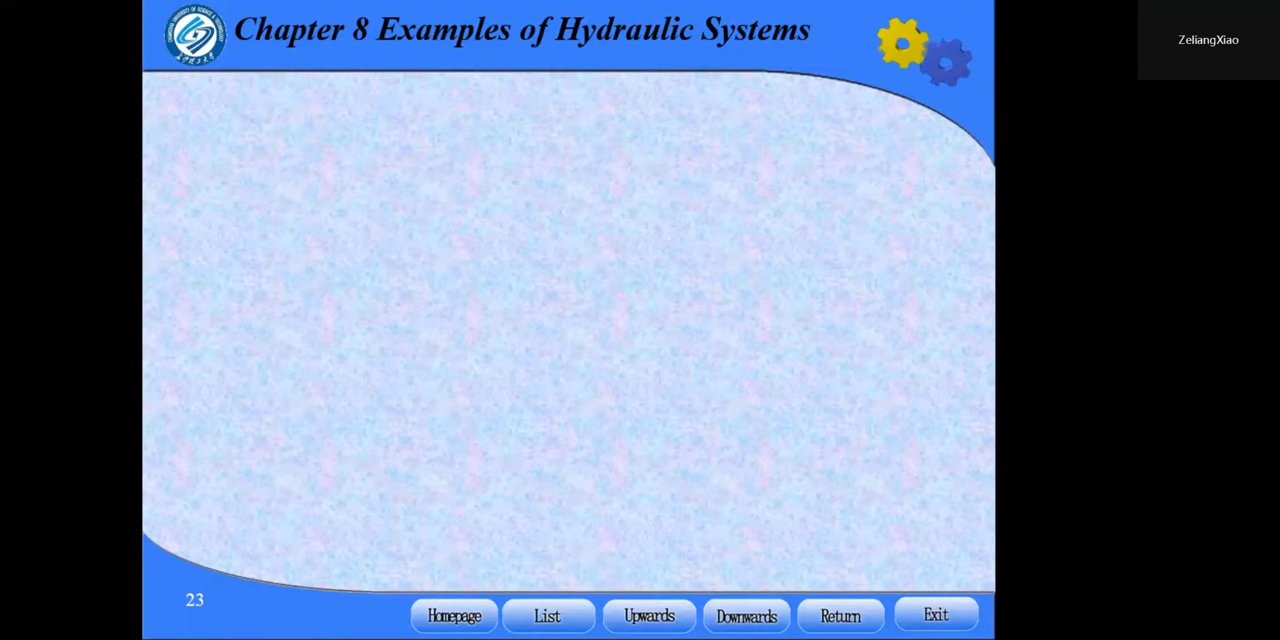 Chapter 8 Examples of Hydraulic Systems
ZeliangXiao
23
Homepage
List
Upwards
Downwards
Return
Exit